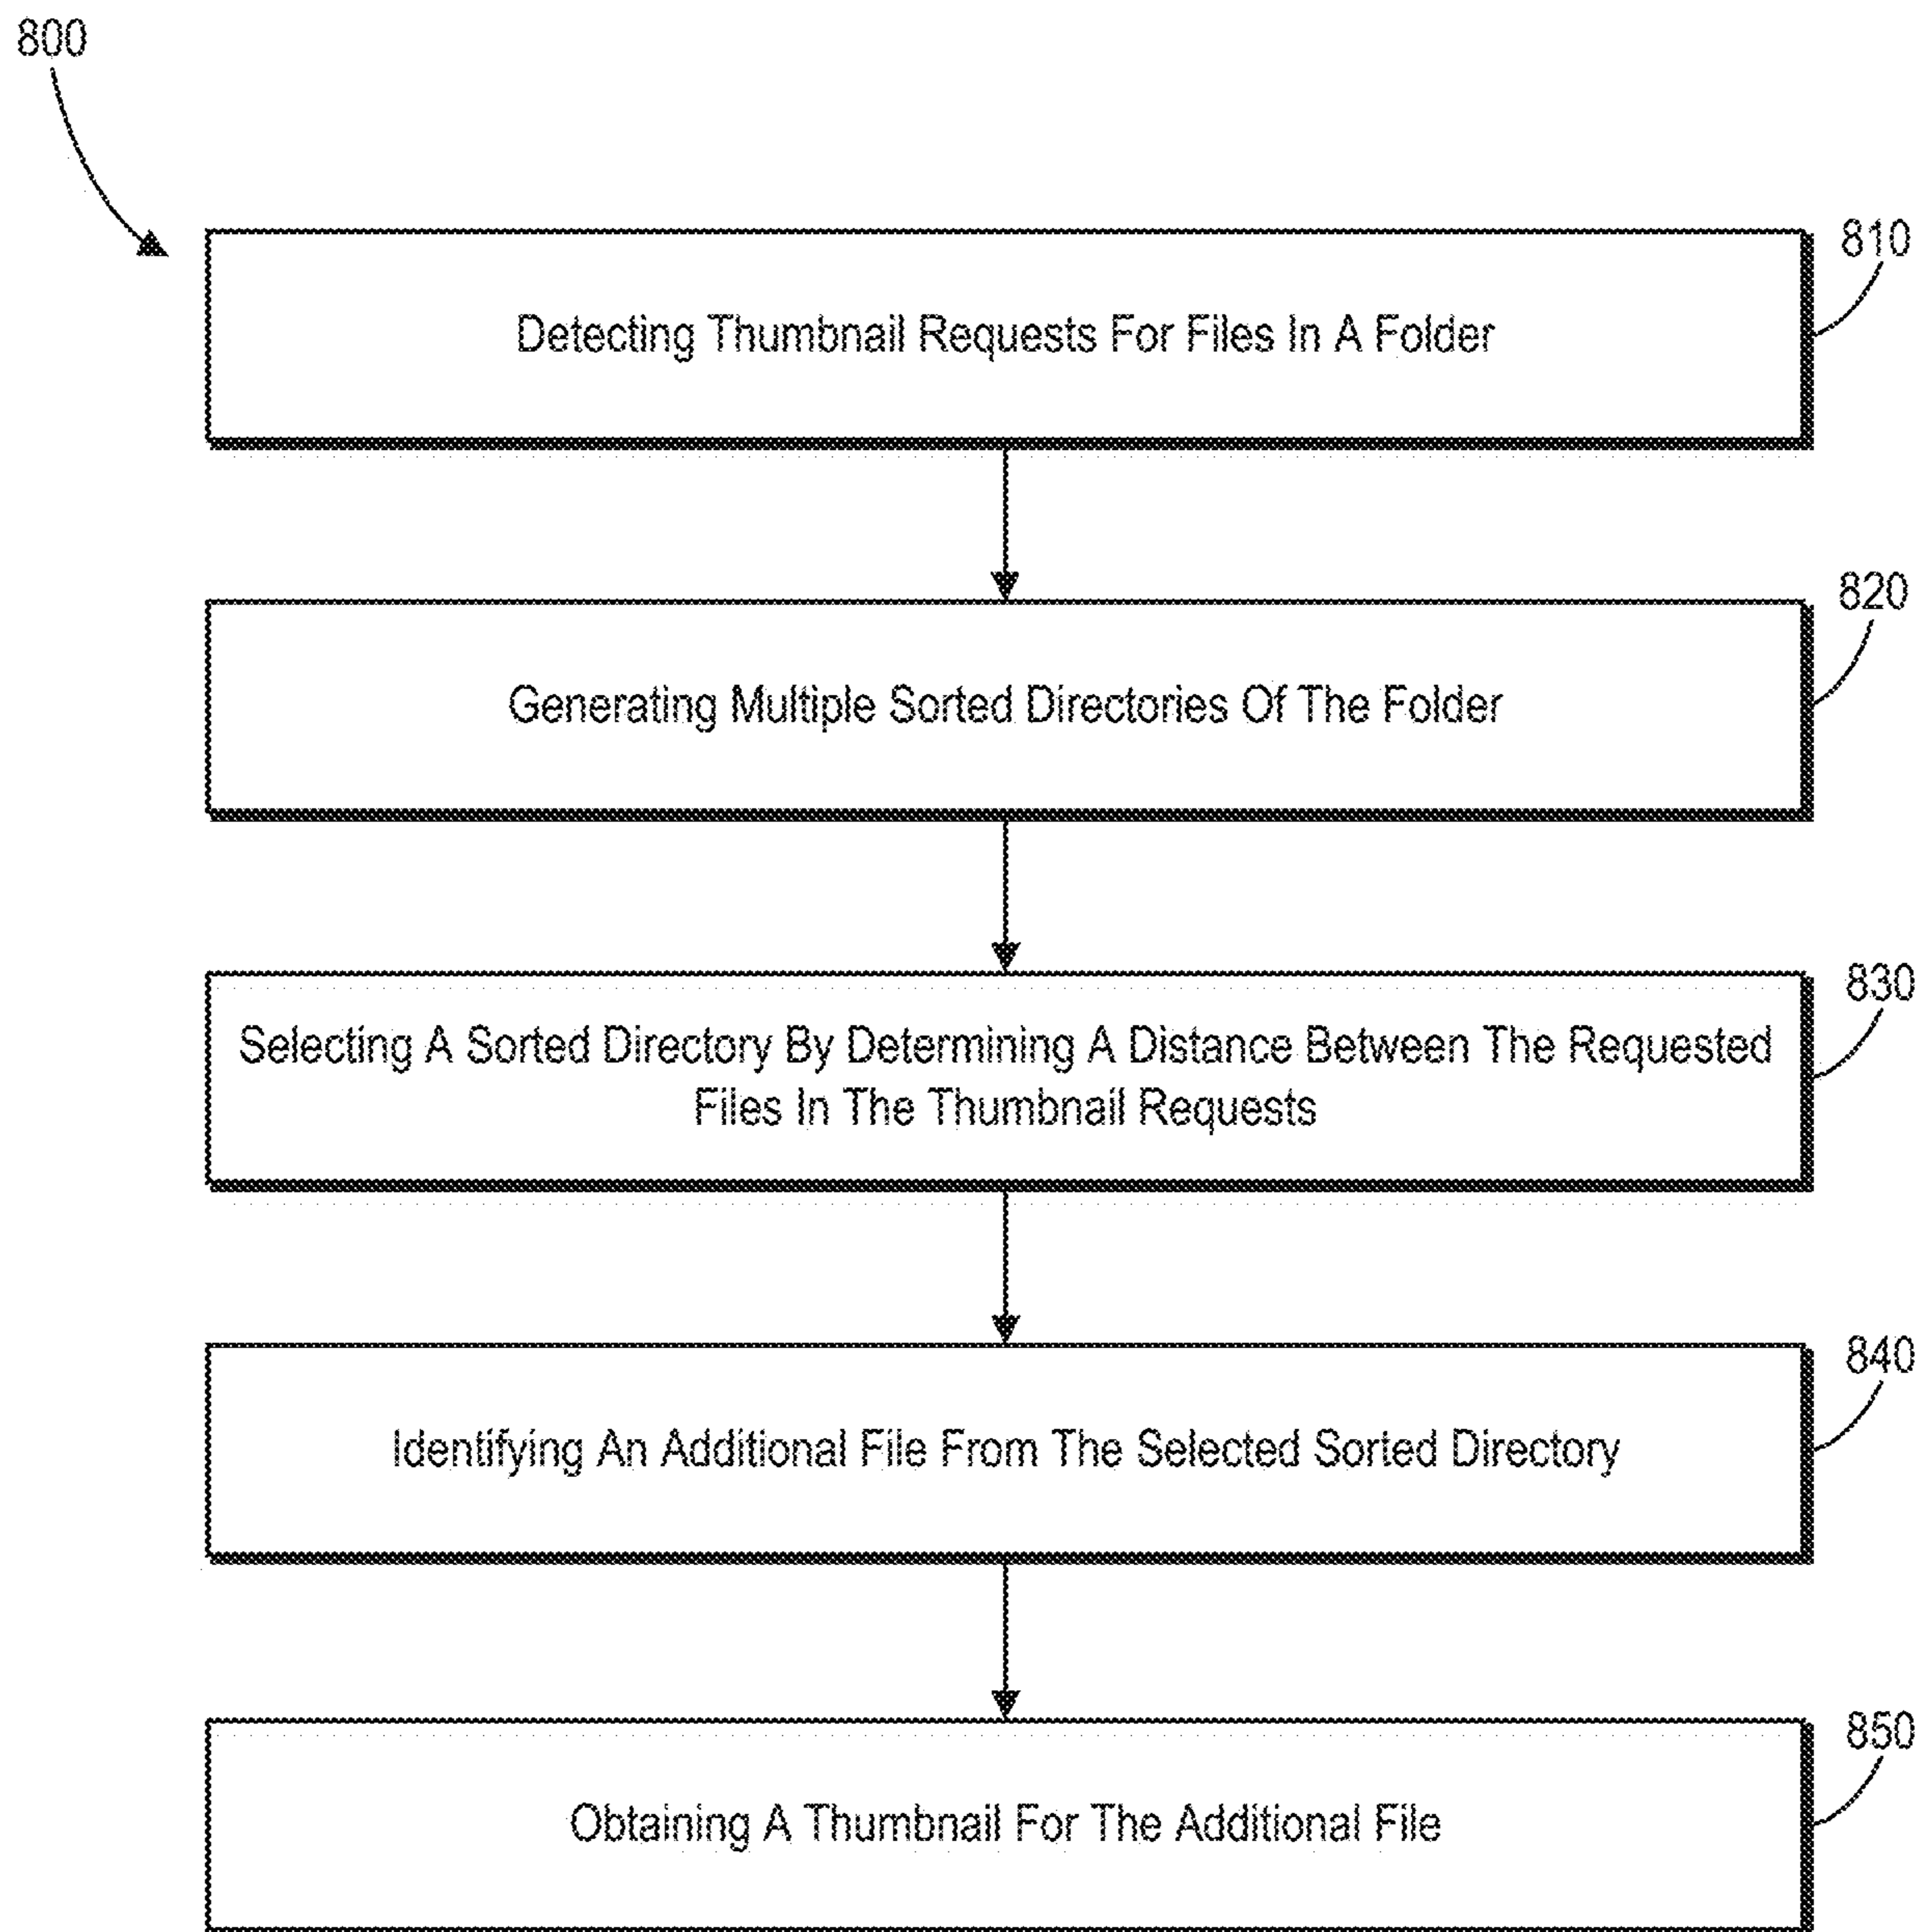 800
810
Detecting Thumbnail Requests For Files In A Folder
820
Generating Multiple Sorted Directories Of The Folder
830
Selecting A Sorted Directory By Determining A Distance Between The Requested
Files In The Thumbnail Requests
840
Identifying An Additional File From The Selected Sorted Directory
850
Obtaining A Thumbnail For The Additional File